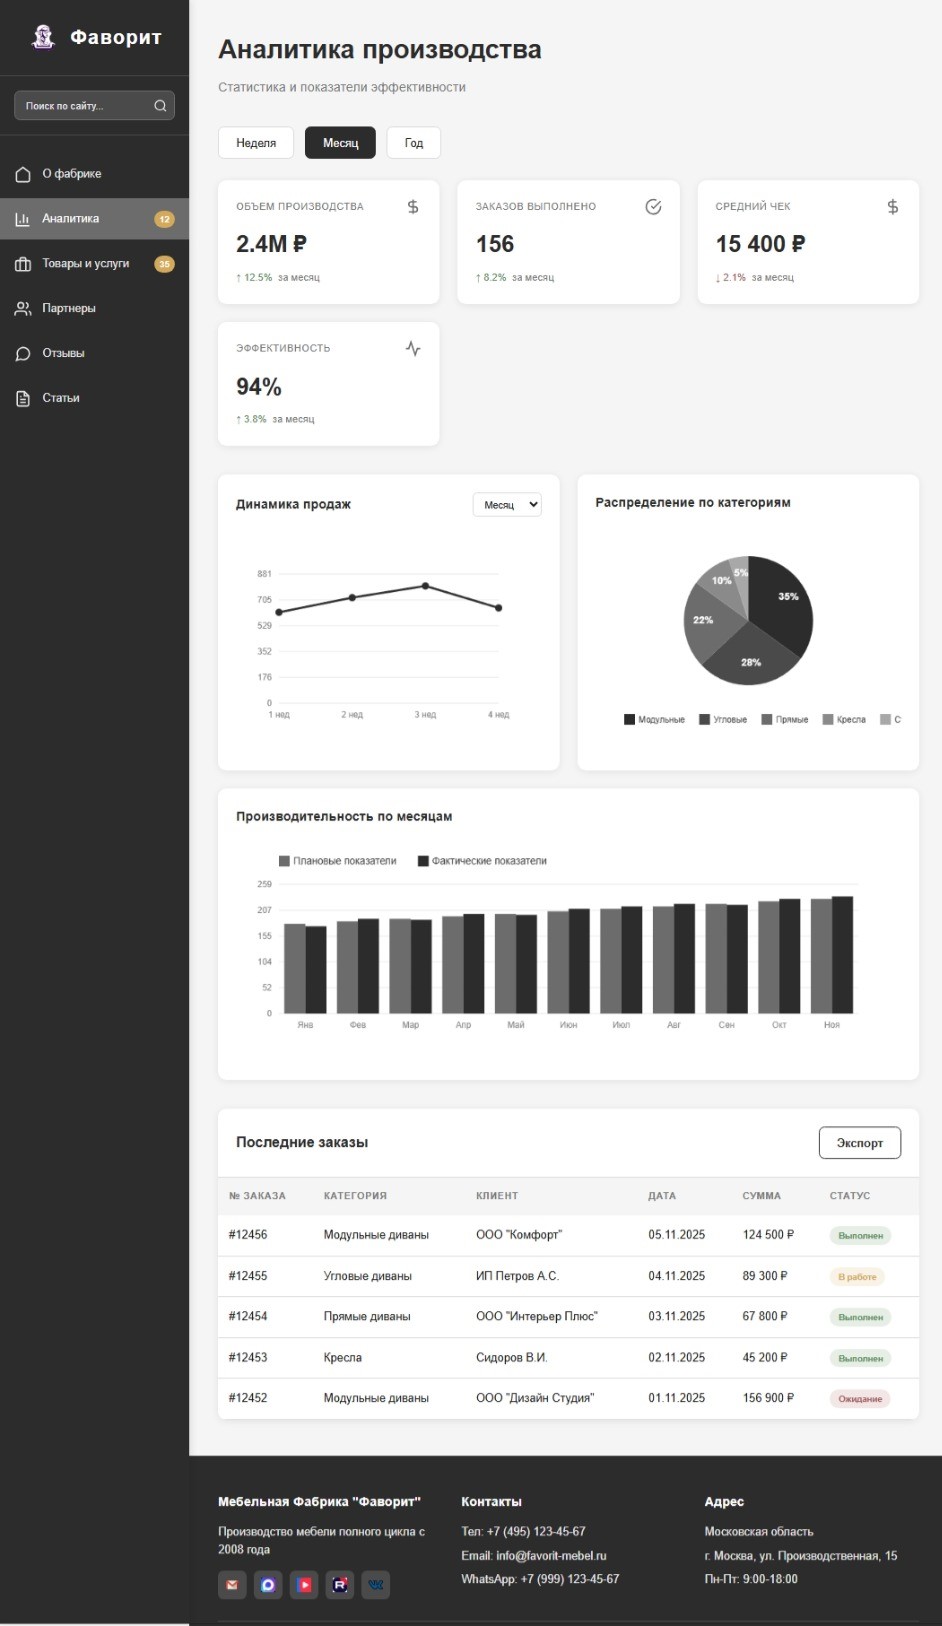 Фаворит
Поиск по сайту...
О фабрике
Аналитика 12
Товары и услуги 35
Партнеры
Отзывы
Статьи
Аналитика производства
Статистика и показатели эффективности
Неделя Месяц Год
ОБЪЕМ ПРОИЗВОДСТВА $
2.4М ₽
↑ 12.5% за месяц
ЗАКАЗОВ ВЫПОЛНЕНО
156
↑ 8.2% за месяц
СРЕДНИЙ ЧЕК $
15 400 ₽
↓ 2.1% за месяц
ЭФФЕКТИВНОСТЬ
94%
↑ 3.8% за месяц
Динамика продаж Месяц
881
705
529
352
176
0
1 нед 2 нед 3 нед 4 нед
Распределение по категориям
5%
10%
35%
22%
28%
Модульные Угловые Прямые Кресла С
Производительность по месяцам
Плановые показатели Фактические показатели
259
207
155
104
52
0
Янв Фев Мар Апр Май Июн Июл Авг Сен Окт Ноя
Последние заказы Экспорт
№ ЗАКАЗА КАТЕГОРИЯ КЛИЕНТ ДАТА СУММА СТАТУС
#12456 Модульные диваны ООО "Комфорт" 05.11.2025 124 500 ₽ Выполнен
#12455 Угловые диваны ИП Петров А.С. 04.11.2025 89 300 ₽ В работе
#12454 Прямые диваны ООО "Интерьер Плюс" 03.11.2025 67 800 ₽ Выполнен
#12453 Кресла Сидоров В.И. 02.11.2025 45 200 ₽ Выполнен
#12452 Модульные диваны ООО "Дизайн Студия" 01.11.2025 156 900 ₽ Ожидание
Мебельная Фабрика "Фаворит"
Производство мебели полного цикла с
2008 года
Контакты
Тел: +7 (495) 123-45-67
Email: info@favorit-mebel.ru
WhatsApp: +7 (999) 123-45-67
Адрес
Московская область
г. Москва, ул. Производственная, 15
Пн-Пт: 9:00-18:00